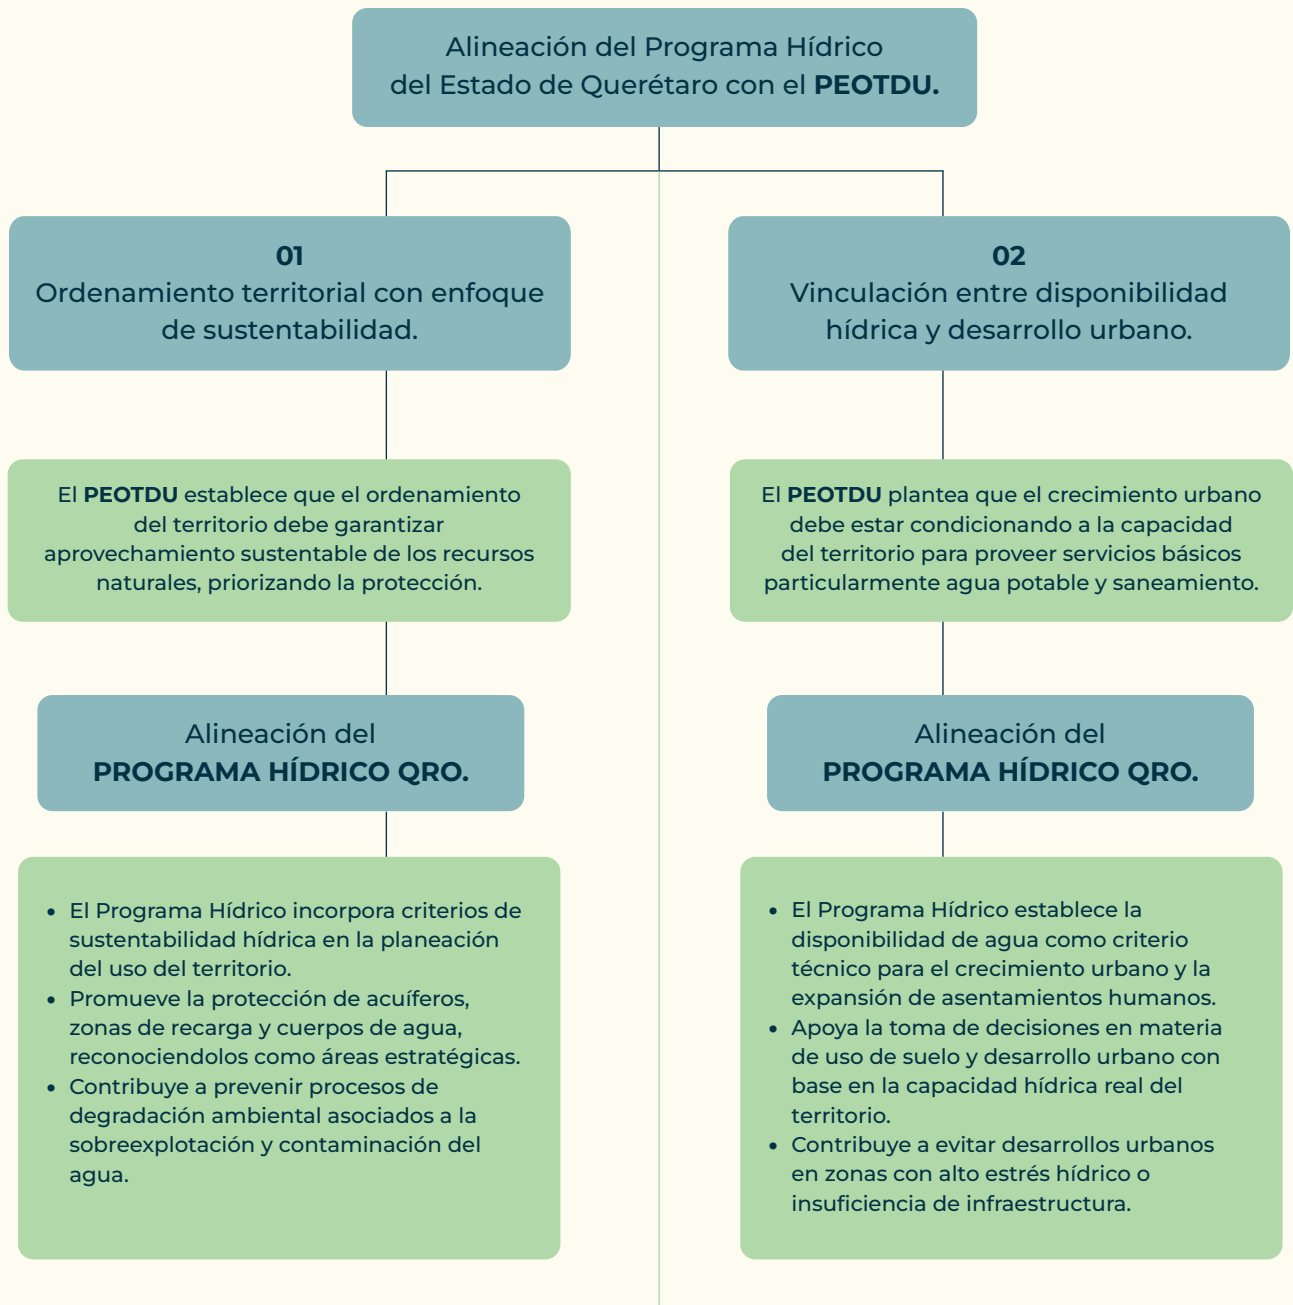 Alineación del Programa Hídrico
del Estado de Querétaro con el PEOTDU.
01
Ordenamiento territorial con enfoque
de sustentabilidad.
El PEOTDU establece que el ordenamiento
del territorio debe garantizar
aprovechamiento sustentable de los recursos
naturales, priorizando la protección.
Alineación del
PROGRAMA HÍDRICO QRO.
• El Programa Hídrico incorpora criterios de
sustentabilidad hídrica en la planeación
del uso del territorio.
• Promueve la protección de acuíferos,
zonas de recarga y cuerpos de agua,
reconociendolos como áreas estratégicas.
• Contribuye a prevenir procesos de
degradación ambiental asociados a la
sobreexplotación y contaminación del
agua.
02
Vinculación entre disponibilidad
hídrica y desarrollo urbano.
El PEOTDU plantea que el crecimiento urbano
debe estar condicionando a la capacidad
del territorio para proveer servicios básicos
particularmente agua potable y saneamiento.
Alineación del
PROGRAMA HÍDRICO QRO.
• El Programa Hídrico establece la
disponibilidad de agua como criterio
técnico para el crecimiento urbano y la
expansión de asentamientos humanos.
• Apoya la toma de decisiones en materia
de uso de suelo y desarrollo urbano con
base en la capacidad hídrica real del
territorio.
• Contribuye a evitar desarrollos urbanos
en zonas con alto estrés hídrico o
insuficiencia de infraestructura.